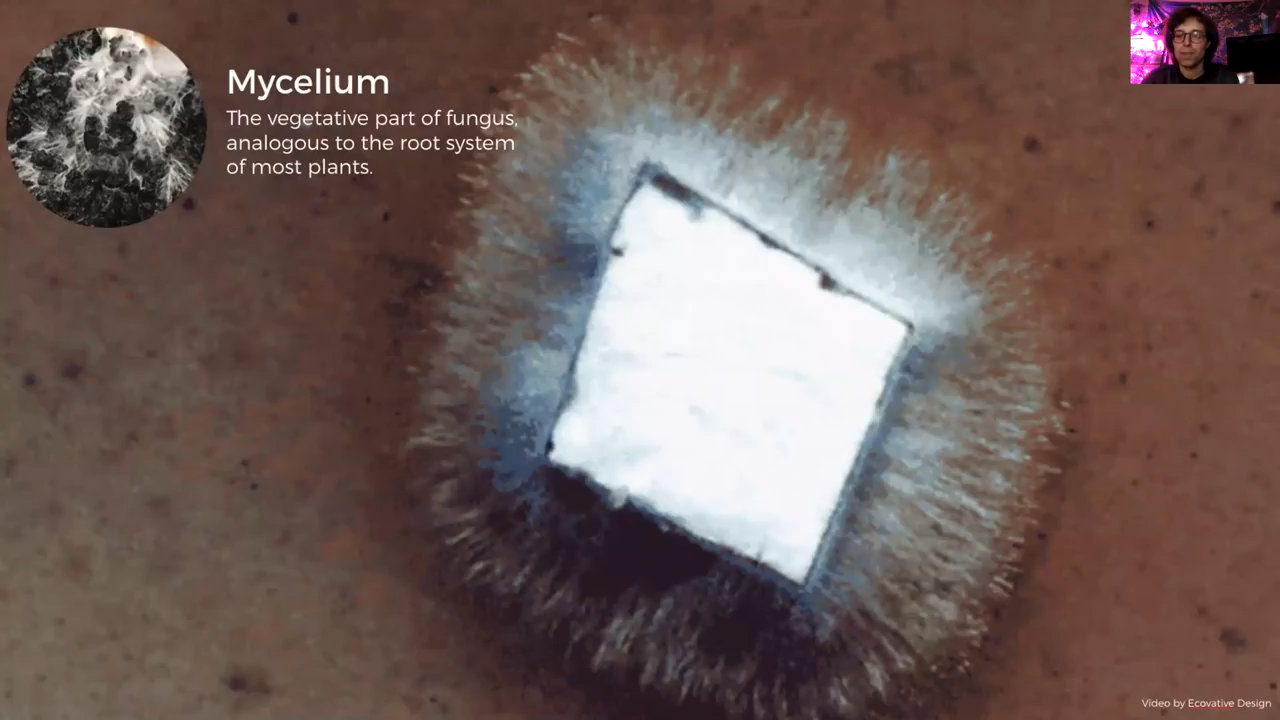 Mycelium
The vegetative part of fungus,
analogous to the root system
of most plants.
Video by Ecovative Design